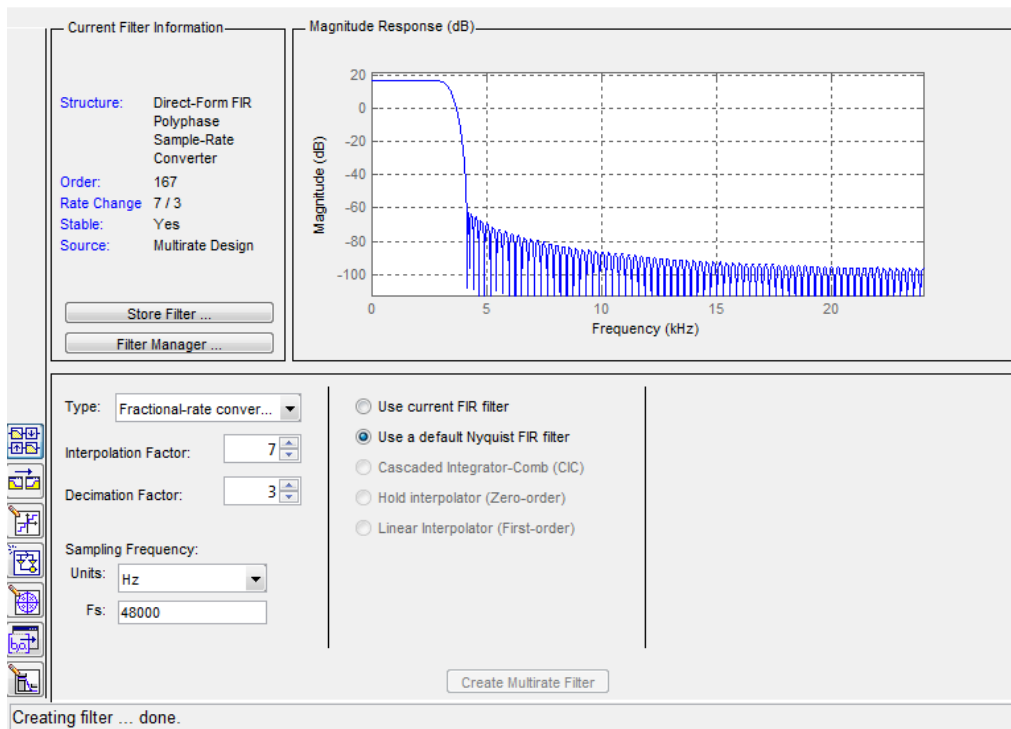 Current Filter Information
Structure: Direct-Form FIR
Polyphase
Sample-Rate
Converter
Order: 167
Rate Change 7 / 3
Stable: Yes
Source: Multirate Design
Store Filter ...
Filter Manager ...
Magnitude Response (dB)
Magnitude (dB)
20
0
-20
-40
-60
-80
-100
0 5 10 15 20
Frequency (kHz)
Type: Fractional-rate conver...
Interpolation Factor: 7
Decimation Factor: 3
Sampling Frequency:
Units: Hz
Fs: 48000
Use current FIR filter
Use a default Nyquist FIR filter
Cascaded Integrator-Comb (CIC)
Hold interpolator (Zero-order)
Linear Interpolator (First-order)
Create Multirate Filter
[b,a]
Creating filter ... done.